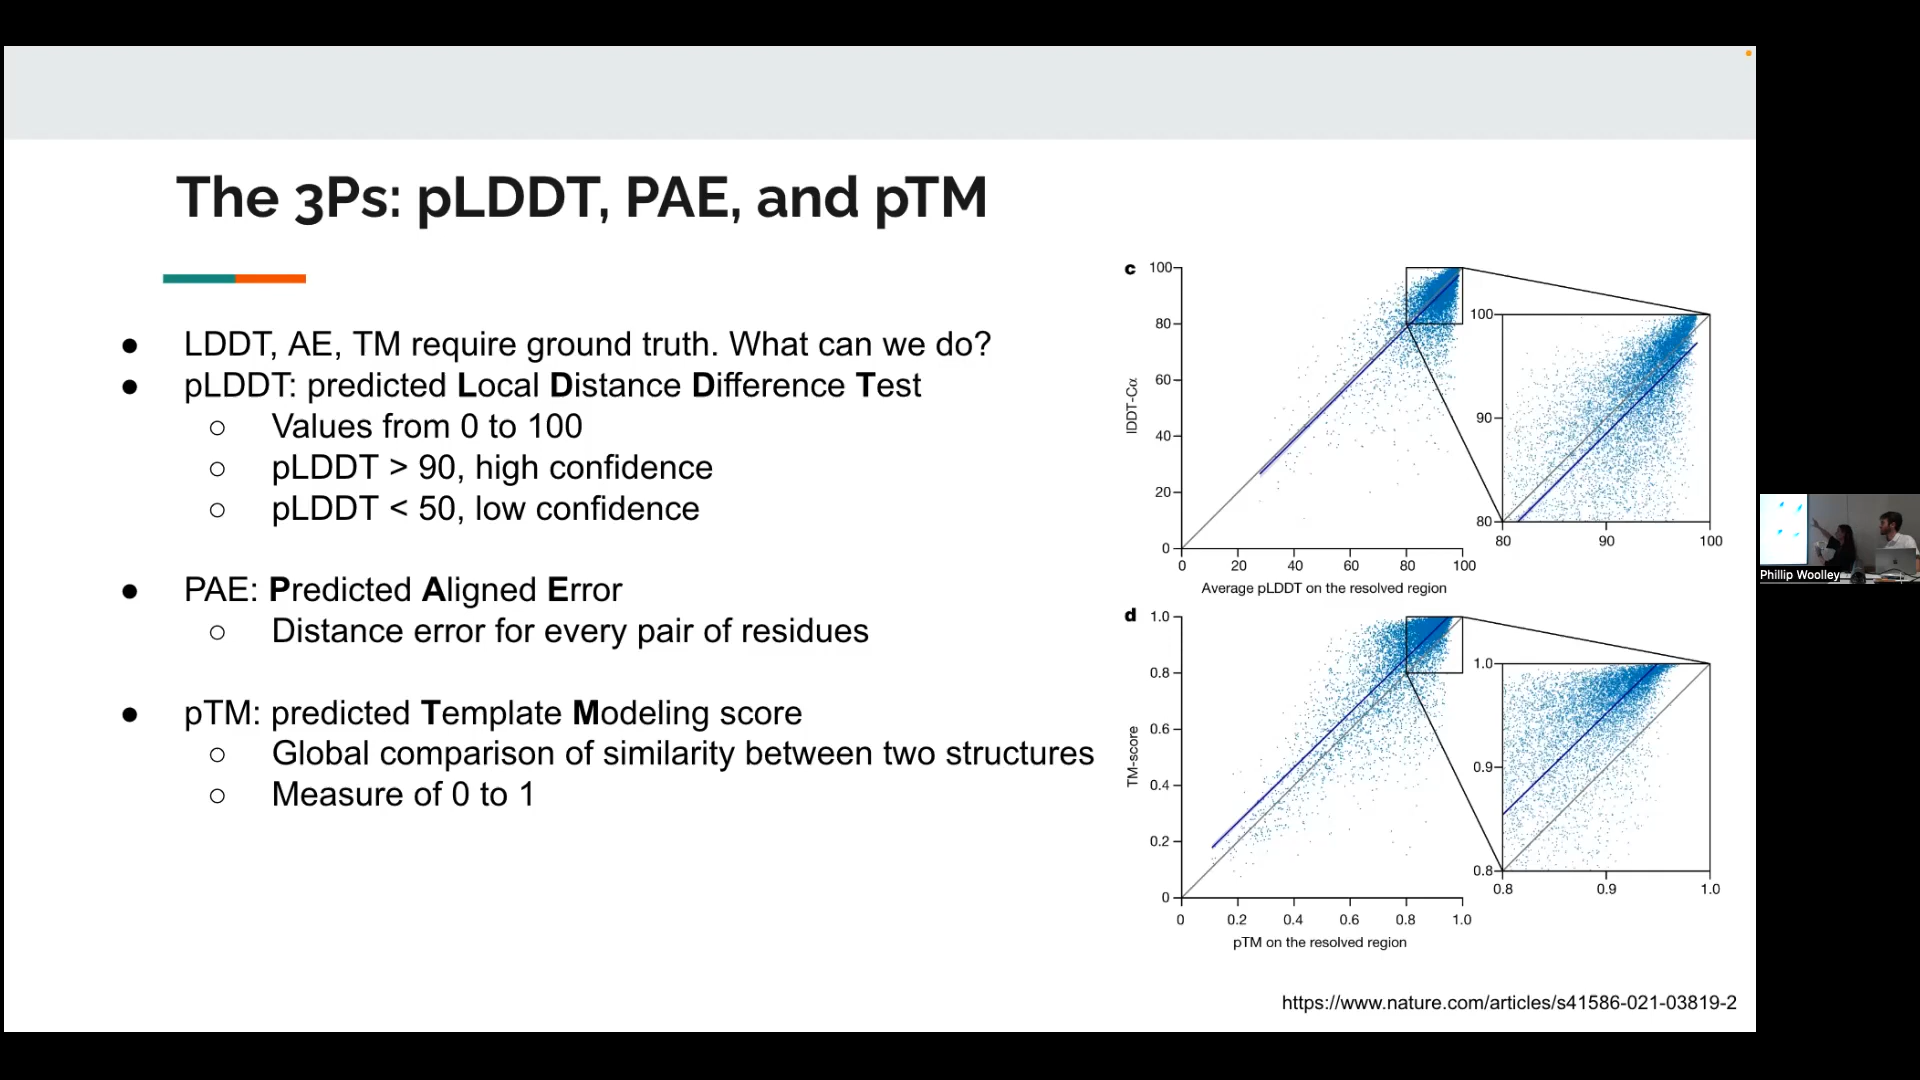 The 3Ps: pLDDT, PAE, and pTM
● LDDT, AE, TM require ground truth. What can we do?
● pLDDT: predicted Local Distance Difference Test
○ Values from 0 to 100
○ pLDDT > 90, high confidence
○ pLDDT < 50, low confidence
● PAE: Predicted Aligned Error
○ Distance error for every pair of residues
● pTM: predicted Template Modeling score
○ Global comparison of similarity between two structures
○ Measure of 0 to 1
c
100
80
60
40
20
0
lDDT-Cα
0 20 40 60 80 100
Average pLDDT on the resolved region
100
90
80
80 90 100
d
1.0
0.8
0.6
0.4
0.2
0
TM-score
0 0.2 0.4 0.6 0.8 1.0
pTM on the resolved region
1.0
0.9
0.8
0.8 0.9 1.0
https://www.nature.com/articles/s41586-021-03819-2
Phillip Woolley